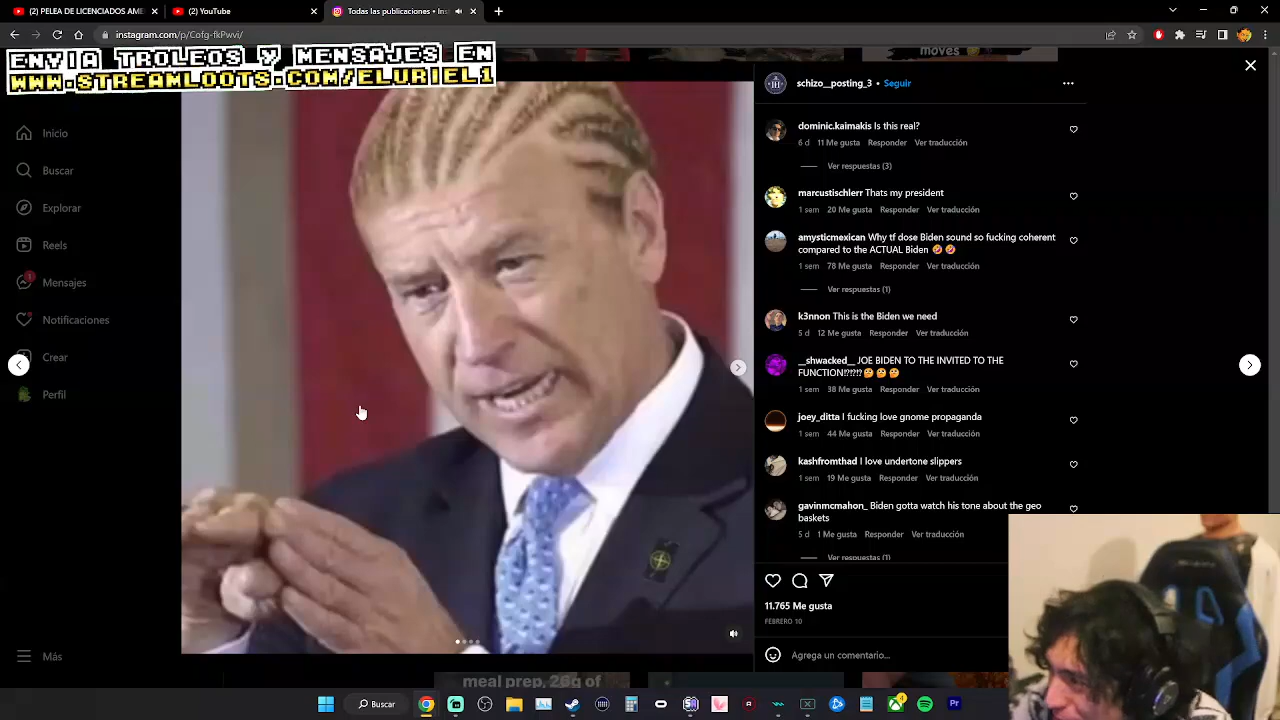 (2) PELEA DE LICENCIADOS AME
(2) YouTube
Todas las publicaciones • Ins
instagram.com/p/Cofg-fkPwvi/
ENVIA TROLEOS Y MENSAJES EN
WWW.STREAMLOOTS.COM/ELURIEL1
moves
Inicio
Buscar
Explorar
Reels
1
Mensajes
Notificaciones
Crear
Perfil
Más
schizo__posting_3 • Seguir
dominic.kaimakis Is this real?
6 d 11 Me gusta Responder Ver traducción
Ver respuestas (3)
marcustischlerr Thats my president
1 sem 20 Me gusta Responder Ver traducción
amysticmexican Why tf dose Biden sound so fucking coherent
compared to the ACTUAL Biden 🤣 🤣
1 sem 78 Me gusta Responder Ver traducción
Ver respuestas (1)
k3nnon This is the Biden we need
5 d 12 Me gusta Responder Ver traducción
__shwacked__ JOE BIDEN TO THE INVITED TO THE
FUNCTION!?!?!?🤔 🤔 🤔
1 sem 38 Me gusta Responder Ver traducción
joey_ditta I fucking love gnome propaganda
1 sem 44 Me gusta Responder Ver traducción
kashfromthad I love undertone slippers
1 sem 19 Me gusta Responder Ver traducción
gavinmcmahon_ Biden gotta watch his tone about the geo
baskets
5 d 1 Me gusta Responder Ver traducción
Ver respuestas (1)
11.765 Me gusta
FEBRERO 10
Agrega un comentario...
meal prep, 26g of
Buscar